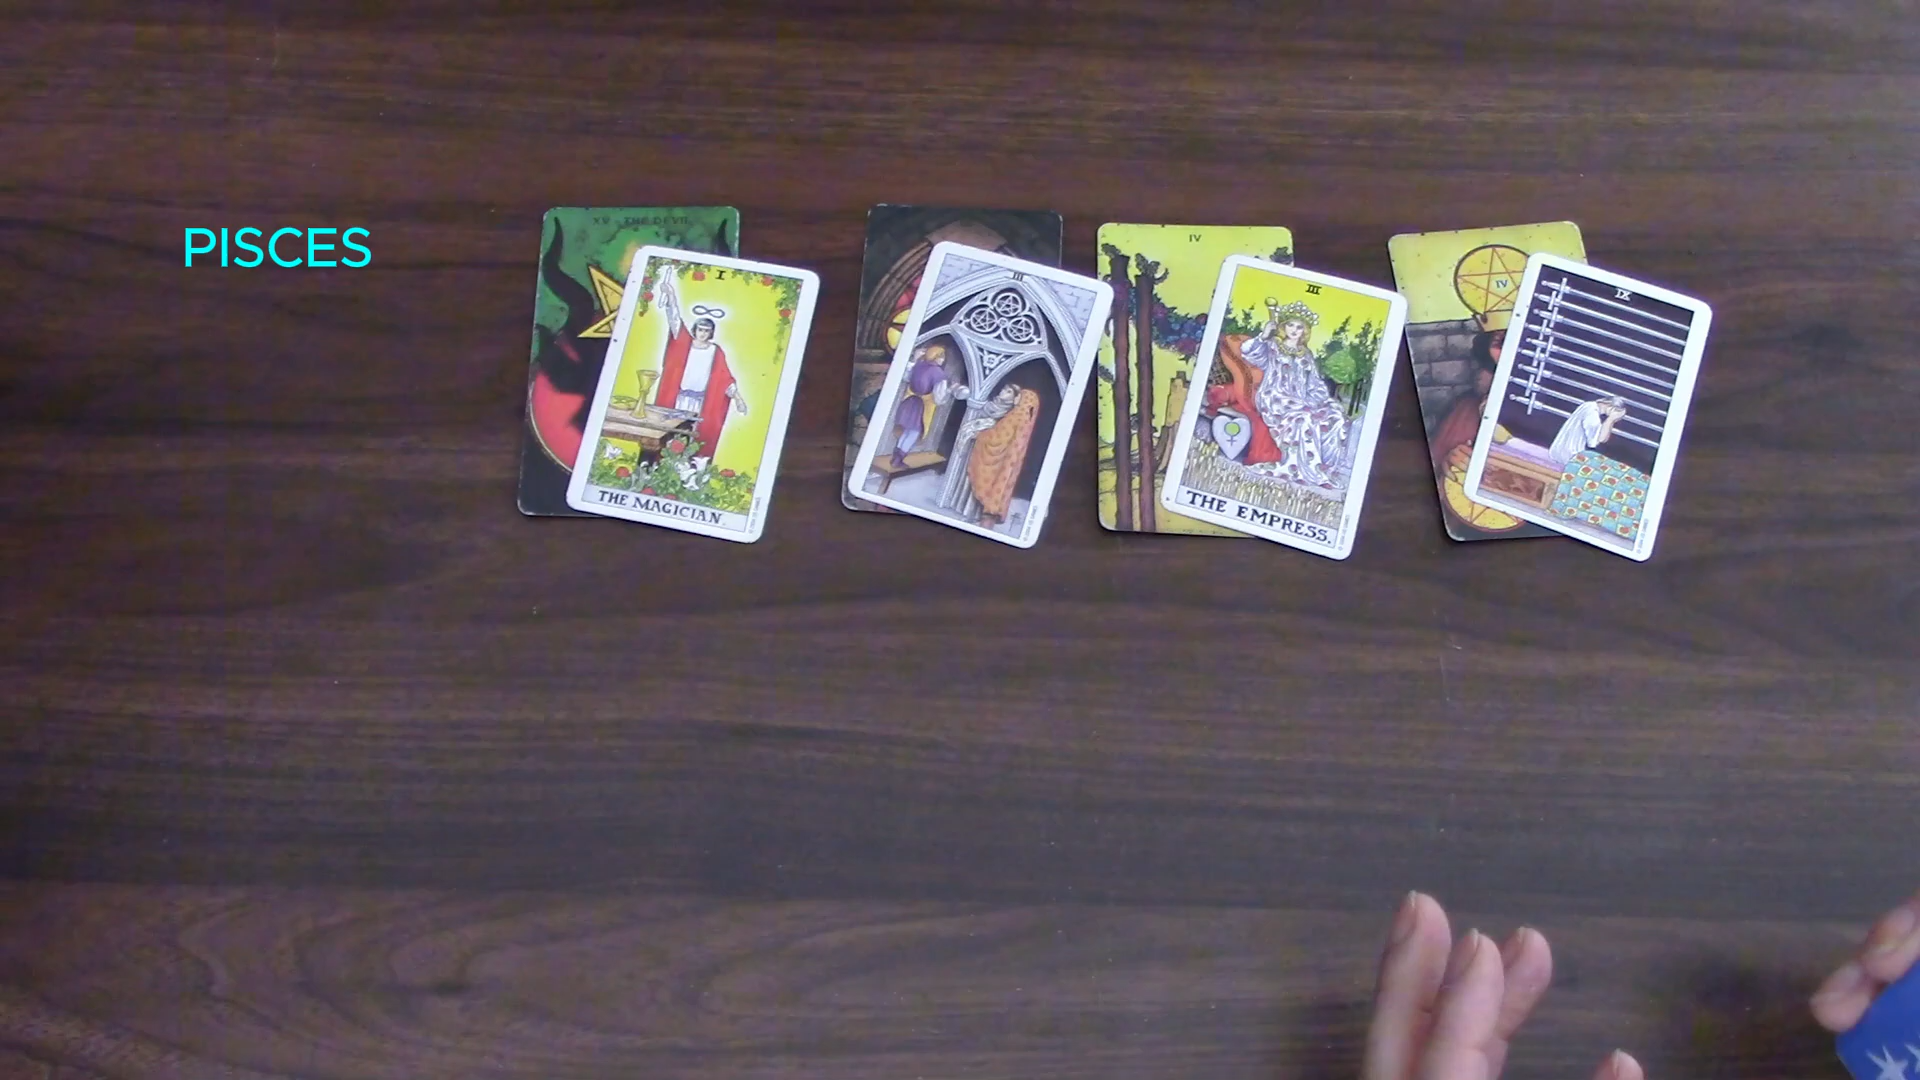 PISCES
XV - THE DEVIL
I
THE MAGICIAN.
III
IV
III
THE EMPRESS.
IV
IX